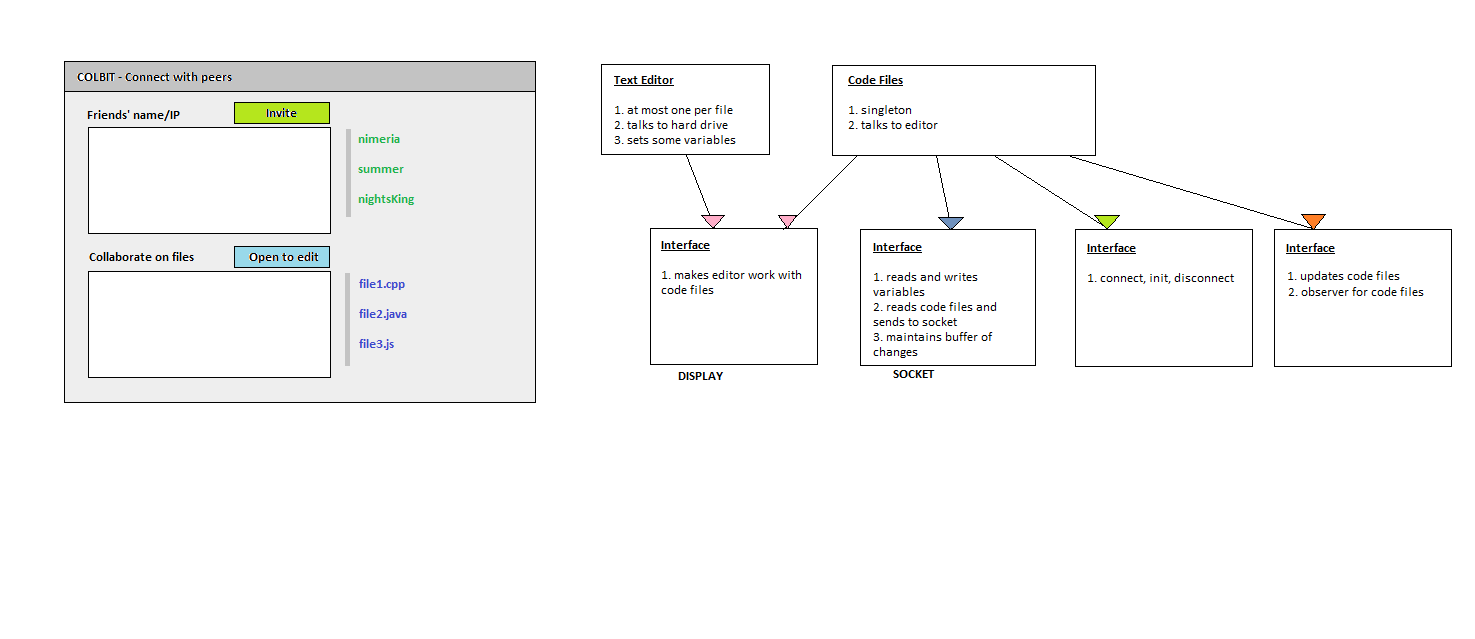 COLBIT - Connect with peers
Friends' name/IP
Invite
nimeria
summer
nightsKing
Collaborate on files
Open to edit
file1.cpp
file2.java
file3.js
Text Editor
1. at most one per file
2. talks to hard drive
3. sets some variables
Code Files
1. singleton
2. talks to editor
Interface
1. makes editor work with
code files
DISPLAY
Interface
1. reads and writes
variables
2. reads code files and
sends to socket
3. maintains buffer of
changes
SOCKET
Interface
1. connect, init, disconnect
Interface
1. updates code files
2. observer for code files